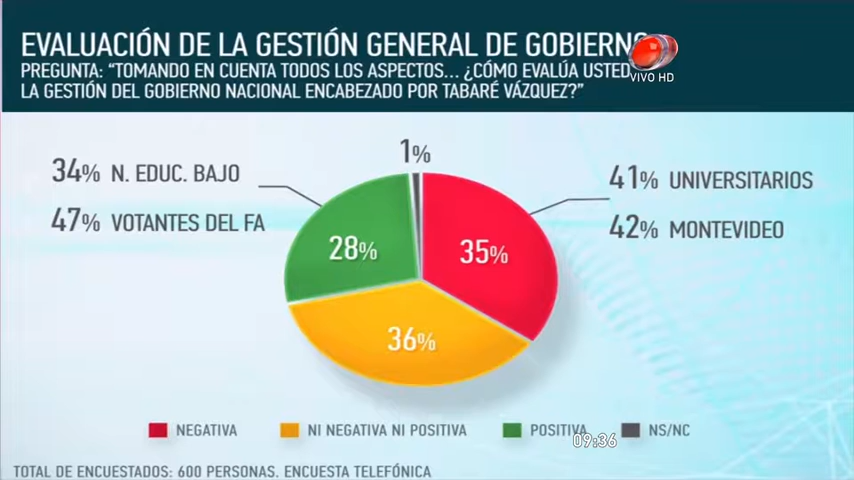 EVALUACIÓN DE LA GESTIÓN GENERAL DE GOBIERNO
PREGUNTA: "TOMANDO EN CUENTA TODOS LOS ASPECTOS... ¿CÓMO EVALÚA USTED
LA GESTIÓN DEL GOBIERNO NACIONAL ENCABEZADO POR TABARÉ VÁZQUEZ?"
VIVO HD
1%
34% N. EDUC. BAJO
47% VOTANTES DEL FA
41% UNIVERSITARIOS
42% MONTEVIDEO
28%
35%
36%
NEGATIVA
NI NEGATIVA NI POSITIVA
POSITIVA
NS/NC
09:36
TOTAL DE ENCUESTADOS: 600 PERSONAS. ENCUESTA TELEFÓNICA